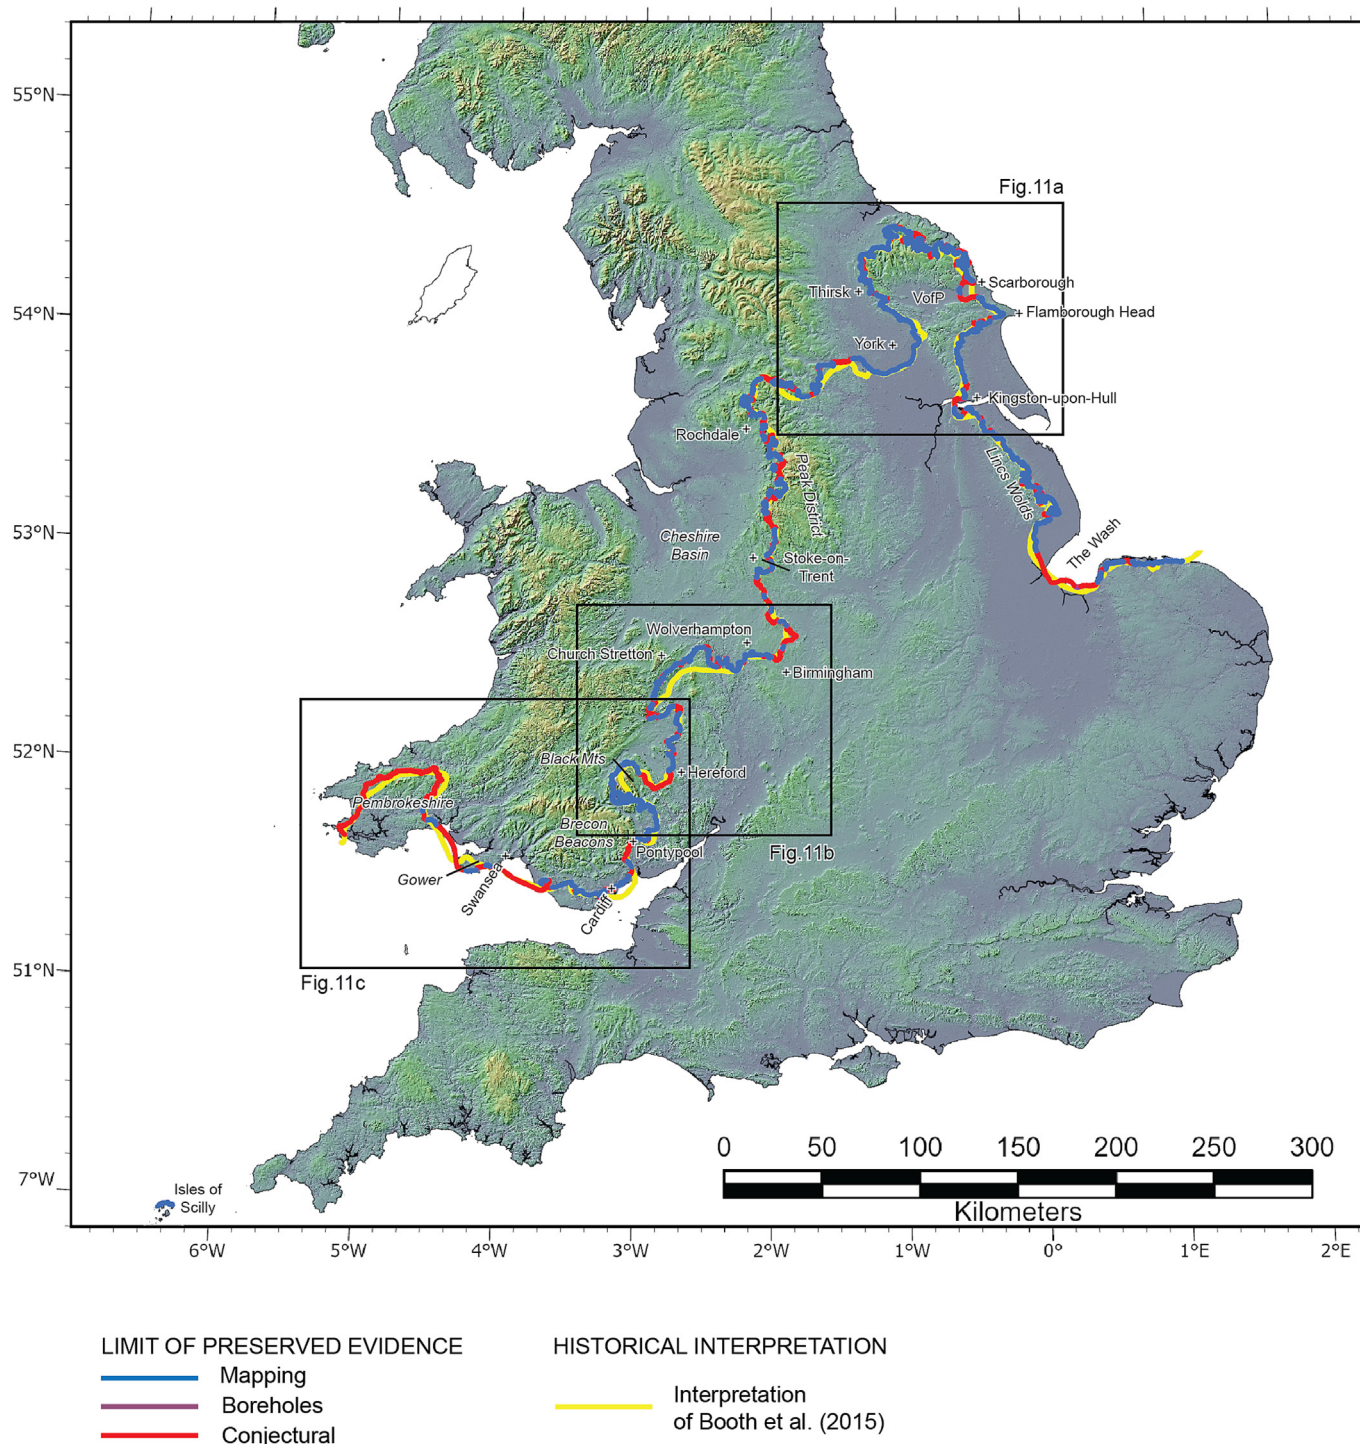 55°N
54°N
53°N
52°N
51°N
7°W
Fig.11a
Scarborough
Thirsk
VofP
Flamborough Head
York
Kingston-upon-Hull
Rochdale
Peak District
Lincs Wolds
Cheshire
Basin
The Wash
Stoke-on-
Trent
Wolverhampton
Church Stretton
Birmingham
Black Mts
Hereford
Pembrokeshire
Brecon
Beacons
Pontypool
Fig.11b
Gower
Swansea
Cardiff
Fig.11c
Isles of
Scilly
0 50 100 150 200 250 300
Kilometers
6°W 5°W 4°W 3°W 2°W 1°W 0° 1°E 2°E
LIMIT OF PRESERVED EVIDENCE
Mapping
Boreholes
Conjectural
HISTORICAL INTERPRETATION
Interpretation
of Booth et al. (2015)